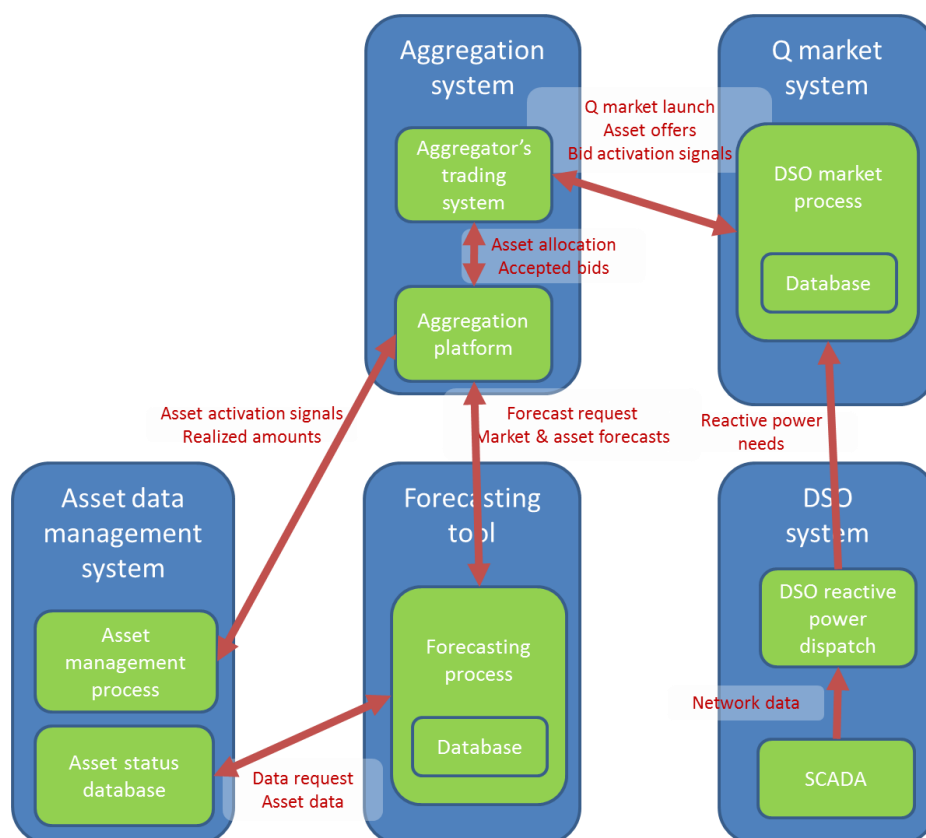 Aggregation
system
Q market
system
Q market launch
Asset offers
Bid activation signals
Aggregator's
trading
system
DSO market
process
Database
Asset allocation
Accepted bids
Aggregation
platform
Asset activation signals
Realized amounts
Forecast request
Market & asset forecasts
Reactive power
needs
Asset data
management
system
Forecasting
tool
DSO
system
Asset
management
process
Forecasting
process
Database
DSO reactive
power
dispatch
Network data
Asset status
database
Data request
Asset data
SCADA